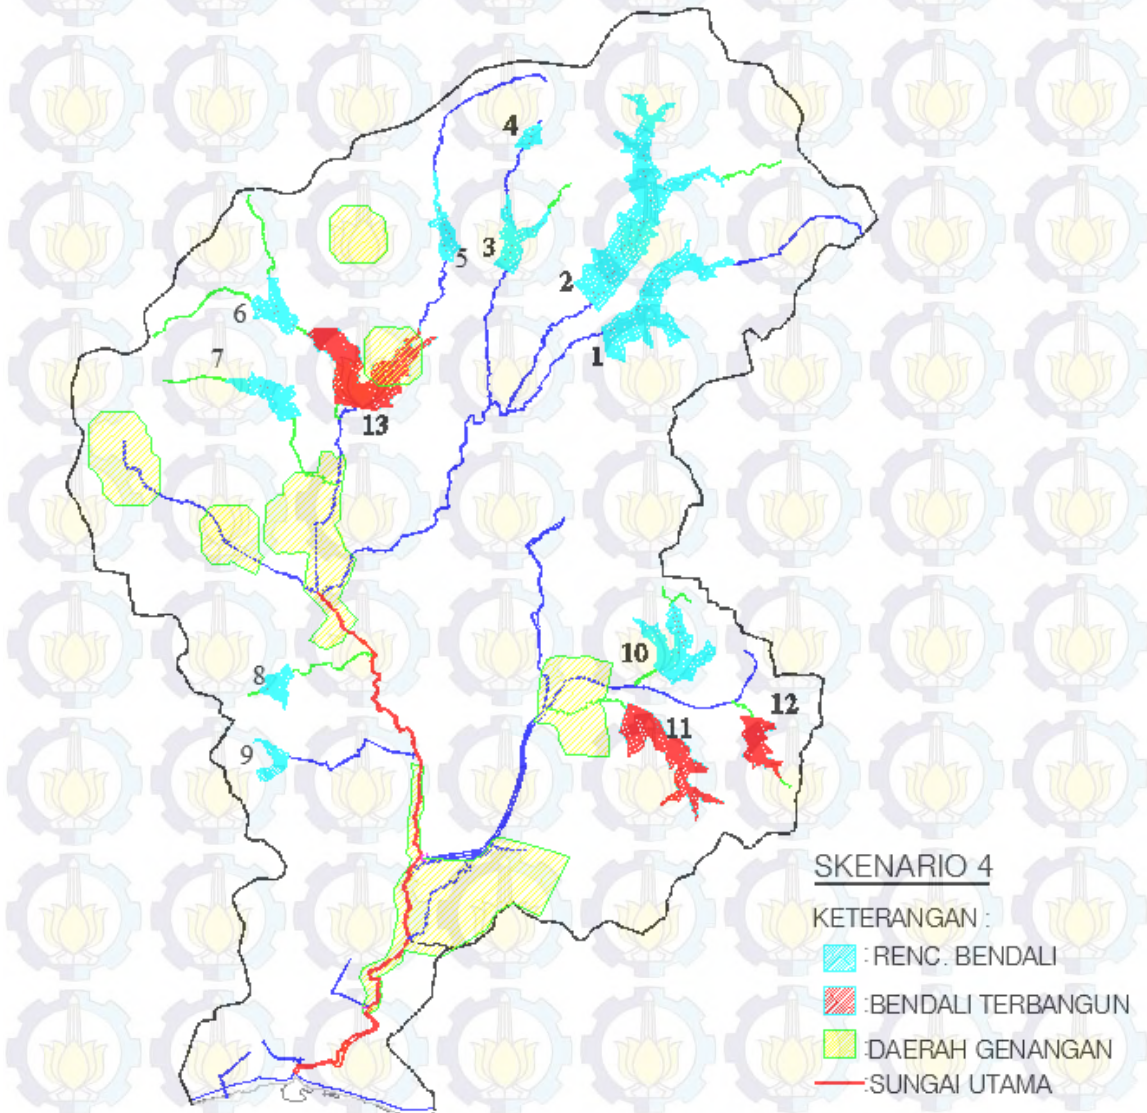 4
3
5
2
6
1
7
13
10
8
12
11
9
SKENARIO 4
KETERANGAN :
: RENC. BENDALI
:BENDALI TERBANGUN
:DAERAH GENANGAN
:SUNGAI UTAMA